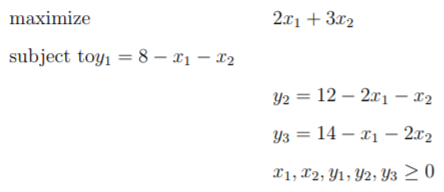 maximize 2x₁ + 3x₂
subject toy₁ = 8 − x₁ − x₂
y₂ = 12 − 2x₁ − x₂
y₃ = 14 − x₁ − 2x₂
x₁, x₂, y₁, y₂, y₃ ≥ 0